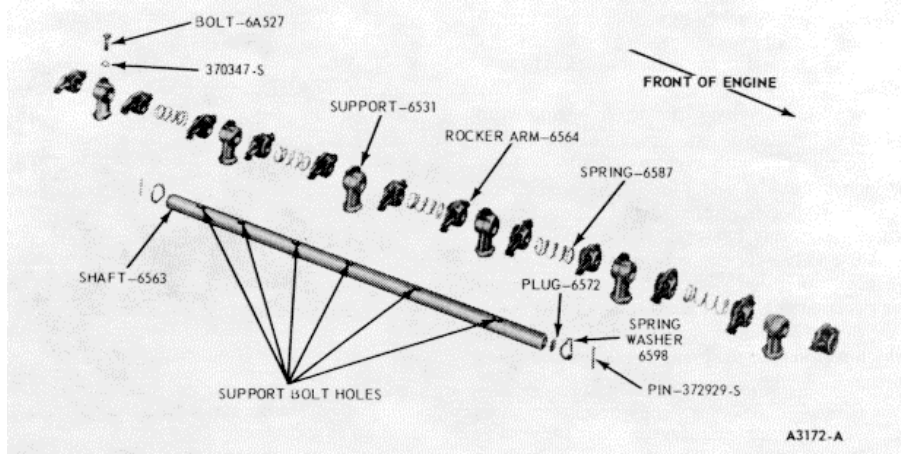 BOLT-6A527
370347-S
FRONT OF ENGINE
SUPPORT-6531
ROCKER ARM-6564
SPRING-6587
SHAFT-6563
PLUG-6572
SPRING
WASHER
6598
SUPPORT BOLT HOLES
PIN-372929-S
A3172-A